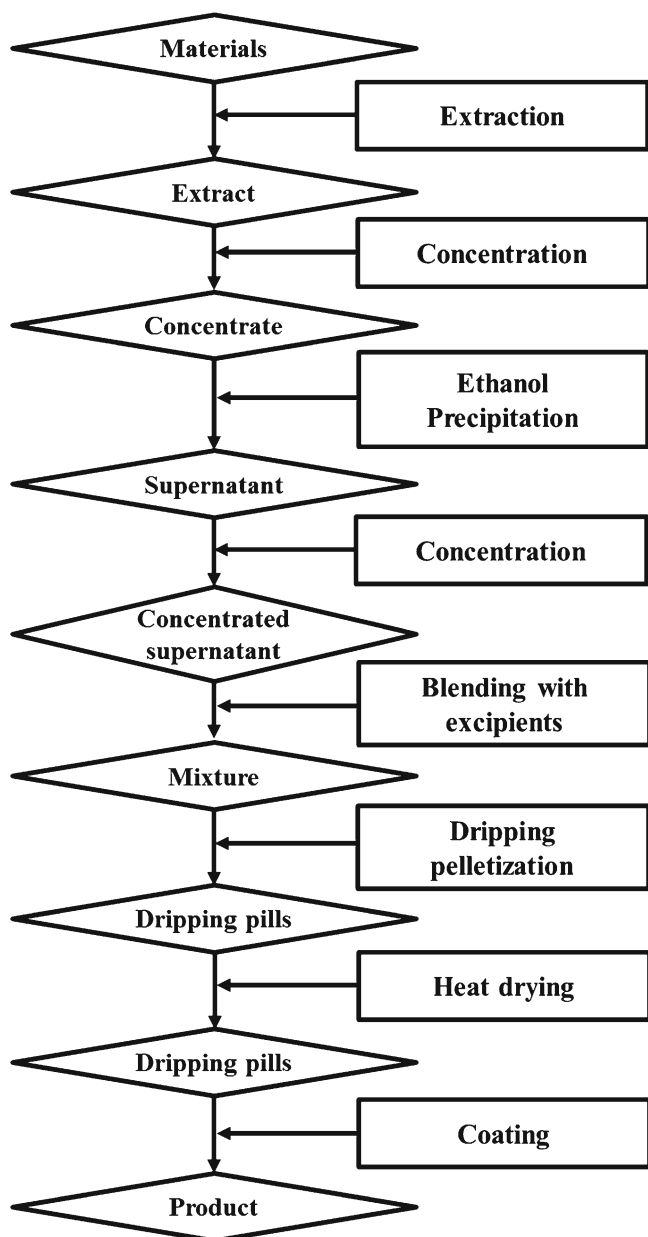 Materials
Extraction
Extract
Concentration
Concentrate
Ethanol
Precipitation
Supernatant
Concentration
Concentrated
supernatant
Blending with
excipients
Mixture
Dripping
pelletization
Dripping pills
Heat drying
Dripping pills
Coating
Product